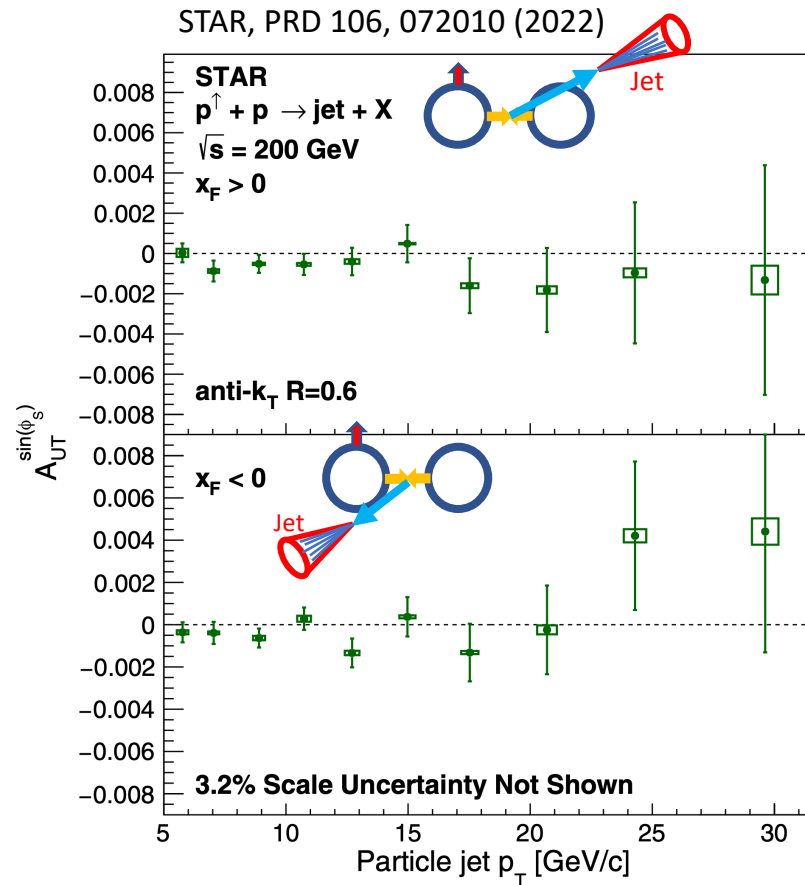 STAR, PRD 106, 072010 (2022)
STAR
p↑ + p → jet + X
√s = 200 GeV
x_F > 0
Jet
0.008
0.006
0.004
0.002
0
−0.002
−0.004
−0.006
−0.008
anti-k_T R=0.6
A_UT^sin(ϕ_S)
x_F < 0
Jet
0.008
0.006
0.004
0.002
0
−0.002
−0.004
−0.006
−0.008
3.2% Scale Uncertainty Not Shown
5 10 15 20 25 30
Particle jet p_T [GeV/c]